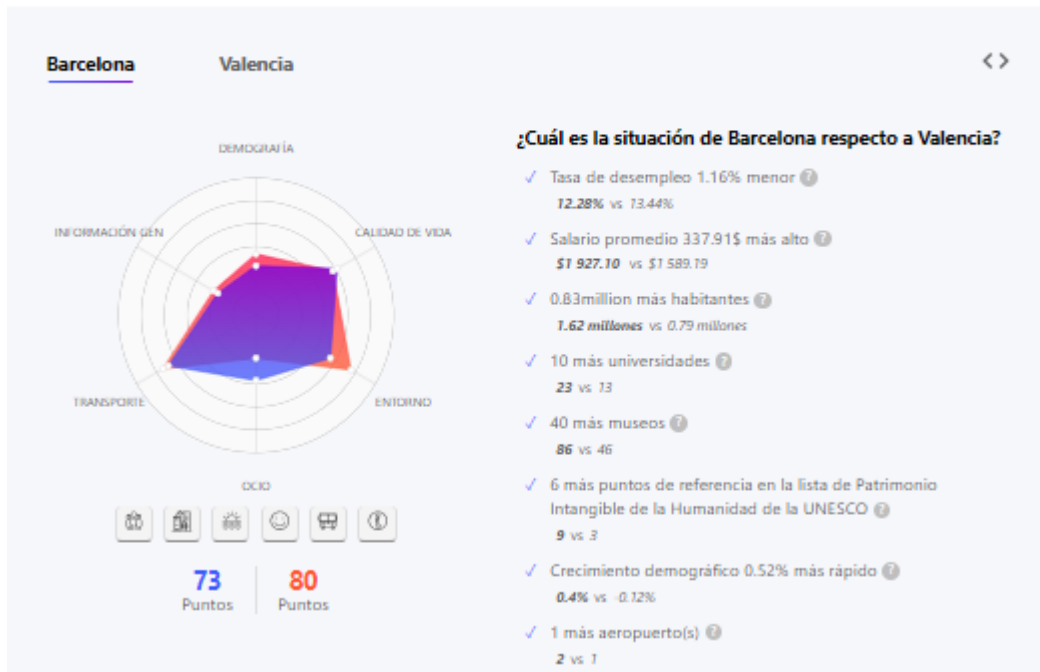 Barcelona
Valencia
DEMOGRAFÍA
INFORMACIÓN GEN
CALIDAD DE VIDA
TRANSPORTE
ENTORNO
OCIO
73
Puntos
80
Puntos
¿Cuál es la situación de Barcelona respecto a Valencia?
Tasa de desempleo 1.16% menor ?
12.28% vs 13.44%
Salario promedio 337.91$ más alto ?
$1 927.10 vs $1 589.19
0.83million más habitantes ?
1.62 millones vs 0.79 millones
10 más universidades ?
23 vs 13
40 más museos ?
86 vs 46
6 más puntos de referencia en la lista de Patrimonio
Intangible de la Humanidad de la UNESCO ?
9 vs 3
Crecimiento demográfico 0.52% más rápido ?
0.4% vs -0.12%
1 más aeropuerto(s) ?
2 vs 1